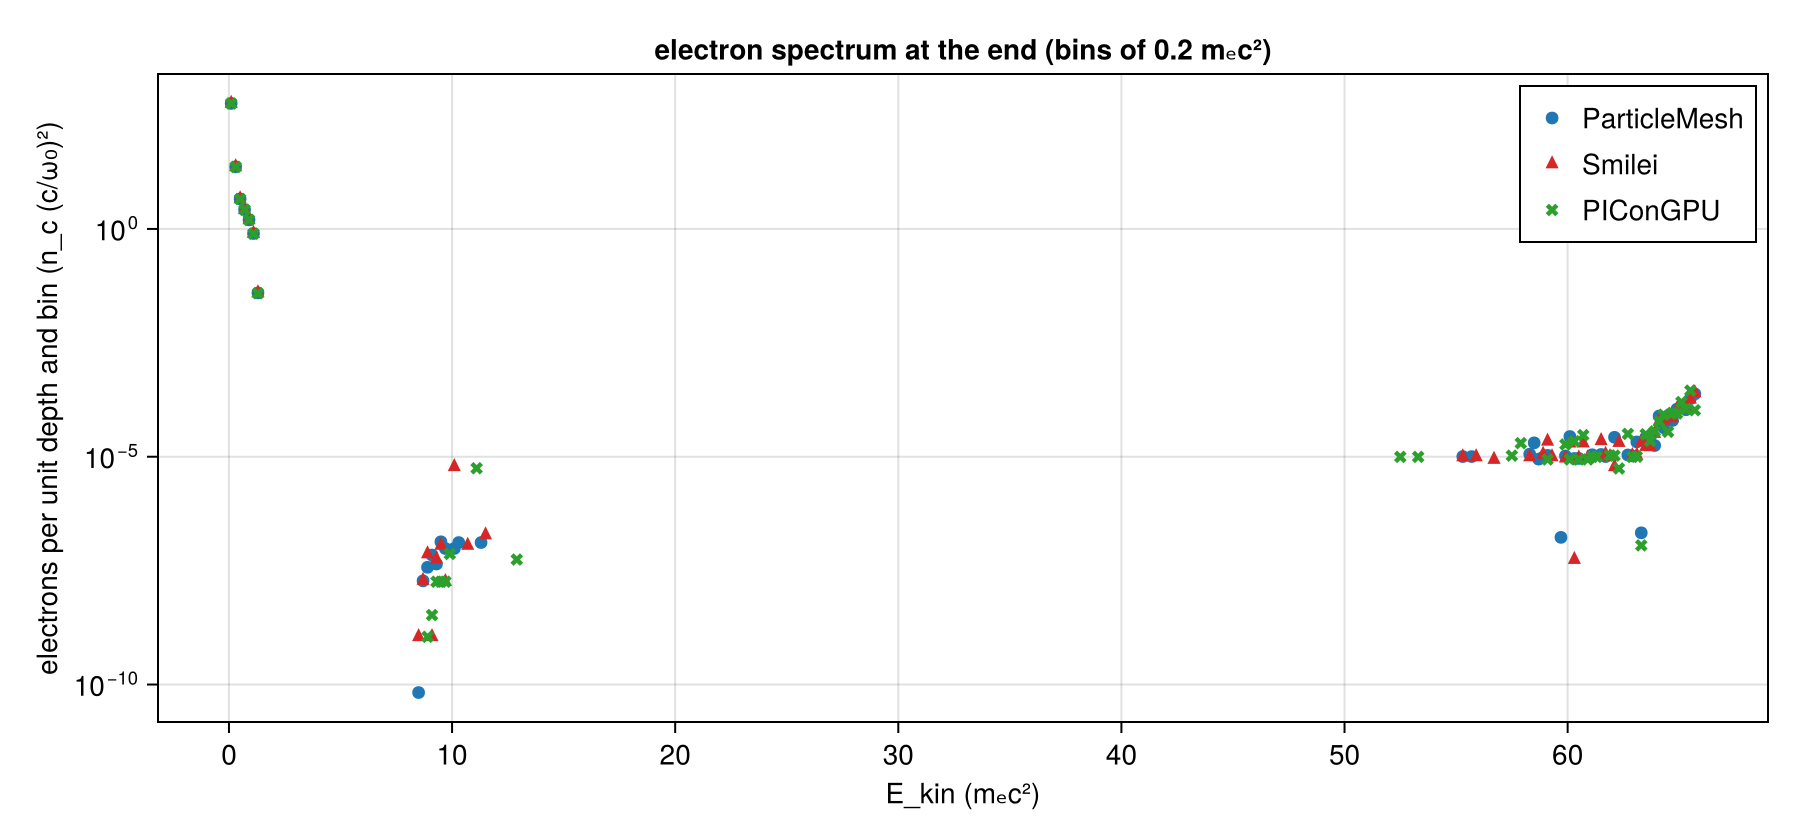 electron spectrum at the end (bins of 0.2 mₑc²)
electrons per unit depth and bin (n_c (c/ω₀)²)
10⁰
10⁻⁵
10⁻¹⁰
ParticleMesh
Smilei
PIConGPU
0 10 20 30 40 50 60
E_kin (mₑc²)